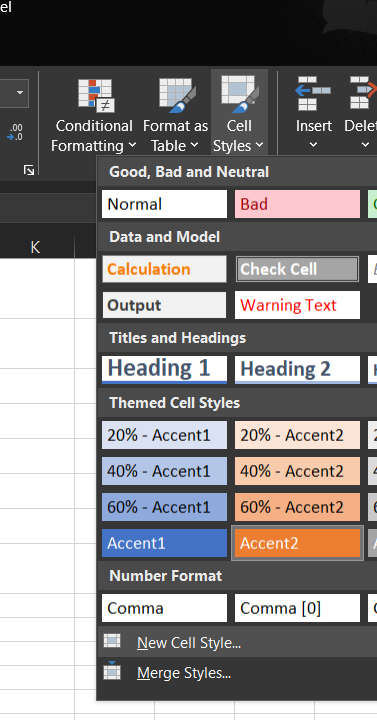 el
.00
Conditional Formatting
Format as Table
Cell Styles
Insert
Delet
Good, Bad and Neutral
Normal Bad
Data and Model
Calculation Check Cell
Output Warning Text
Titles and Headings
Heading 1 Heading 2
Themed Cell Styles
20% - Accent1 20% - Accent2
40% - Accent1 40% - Accent2
60% - Accent1 60% - Accent2
Accent1 Accent2
Number Format
Comma Comma [0]
New Cell Style...
Merge Styles...
K